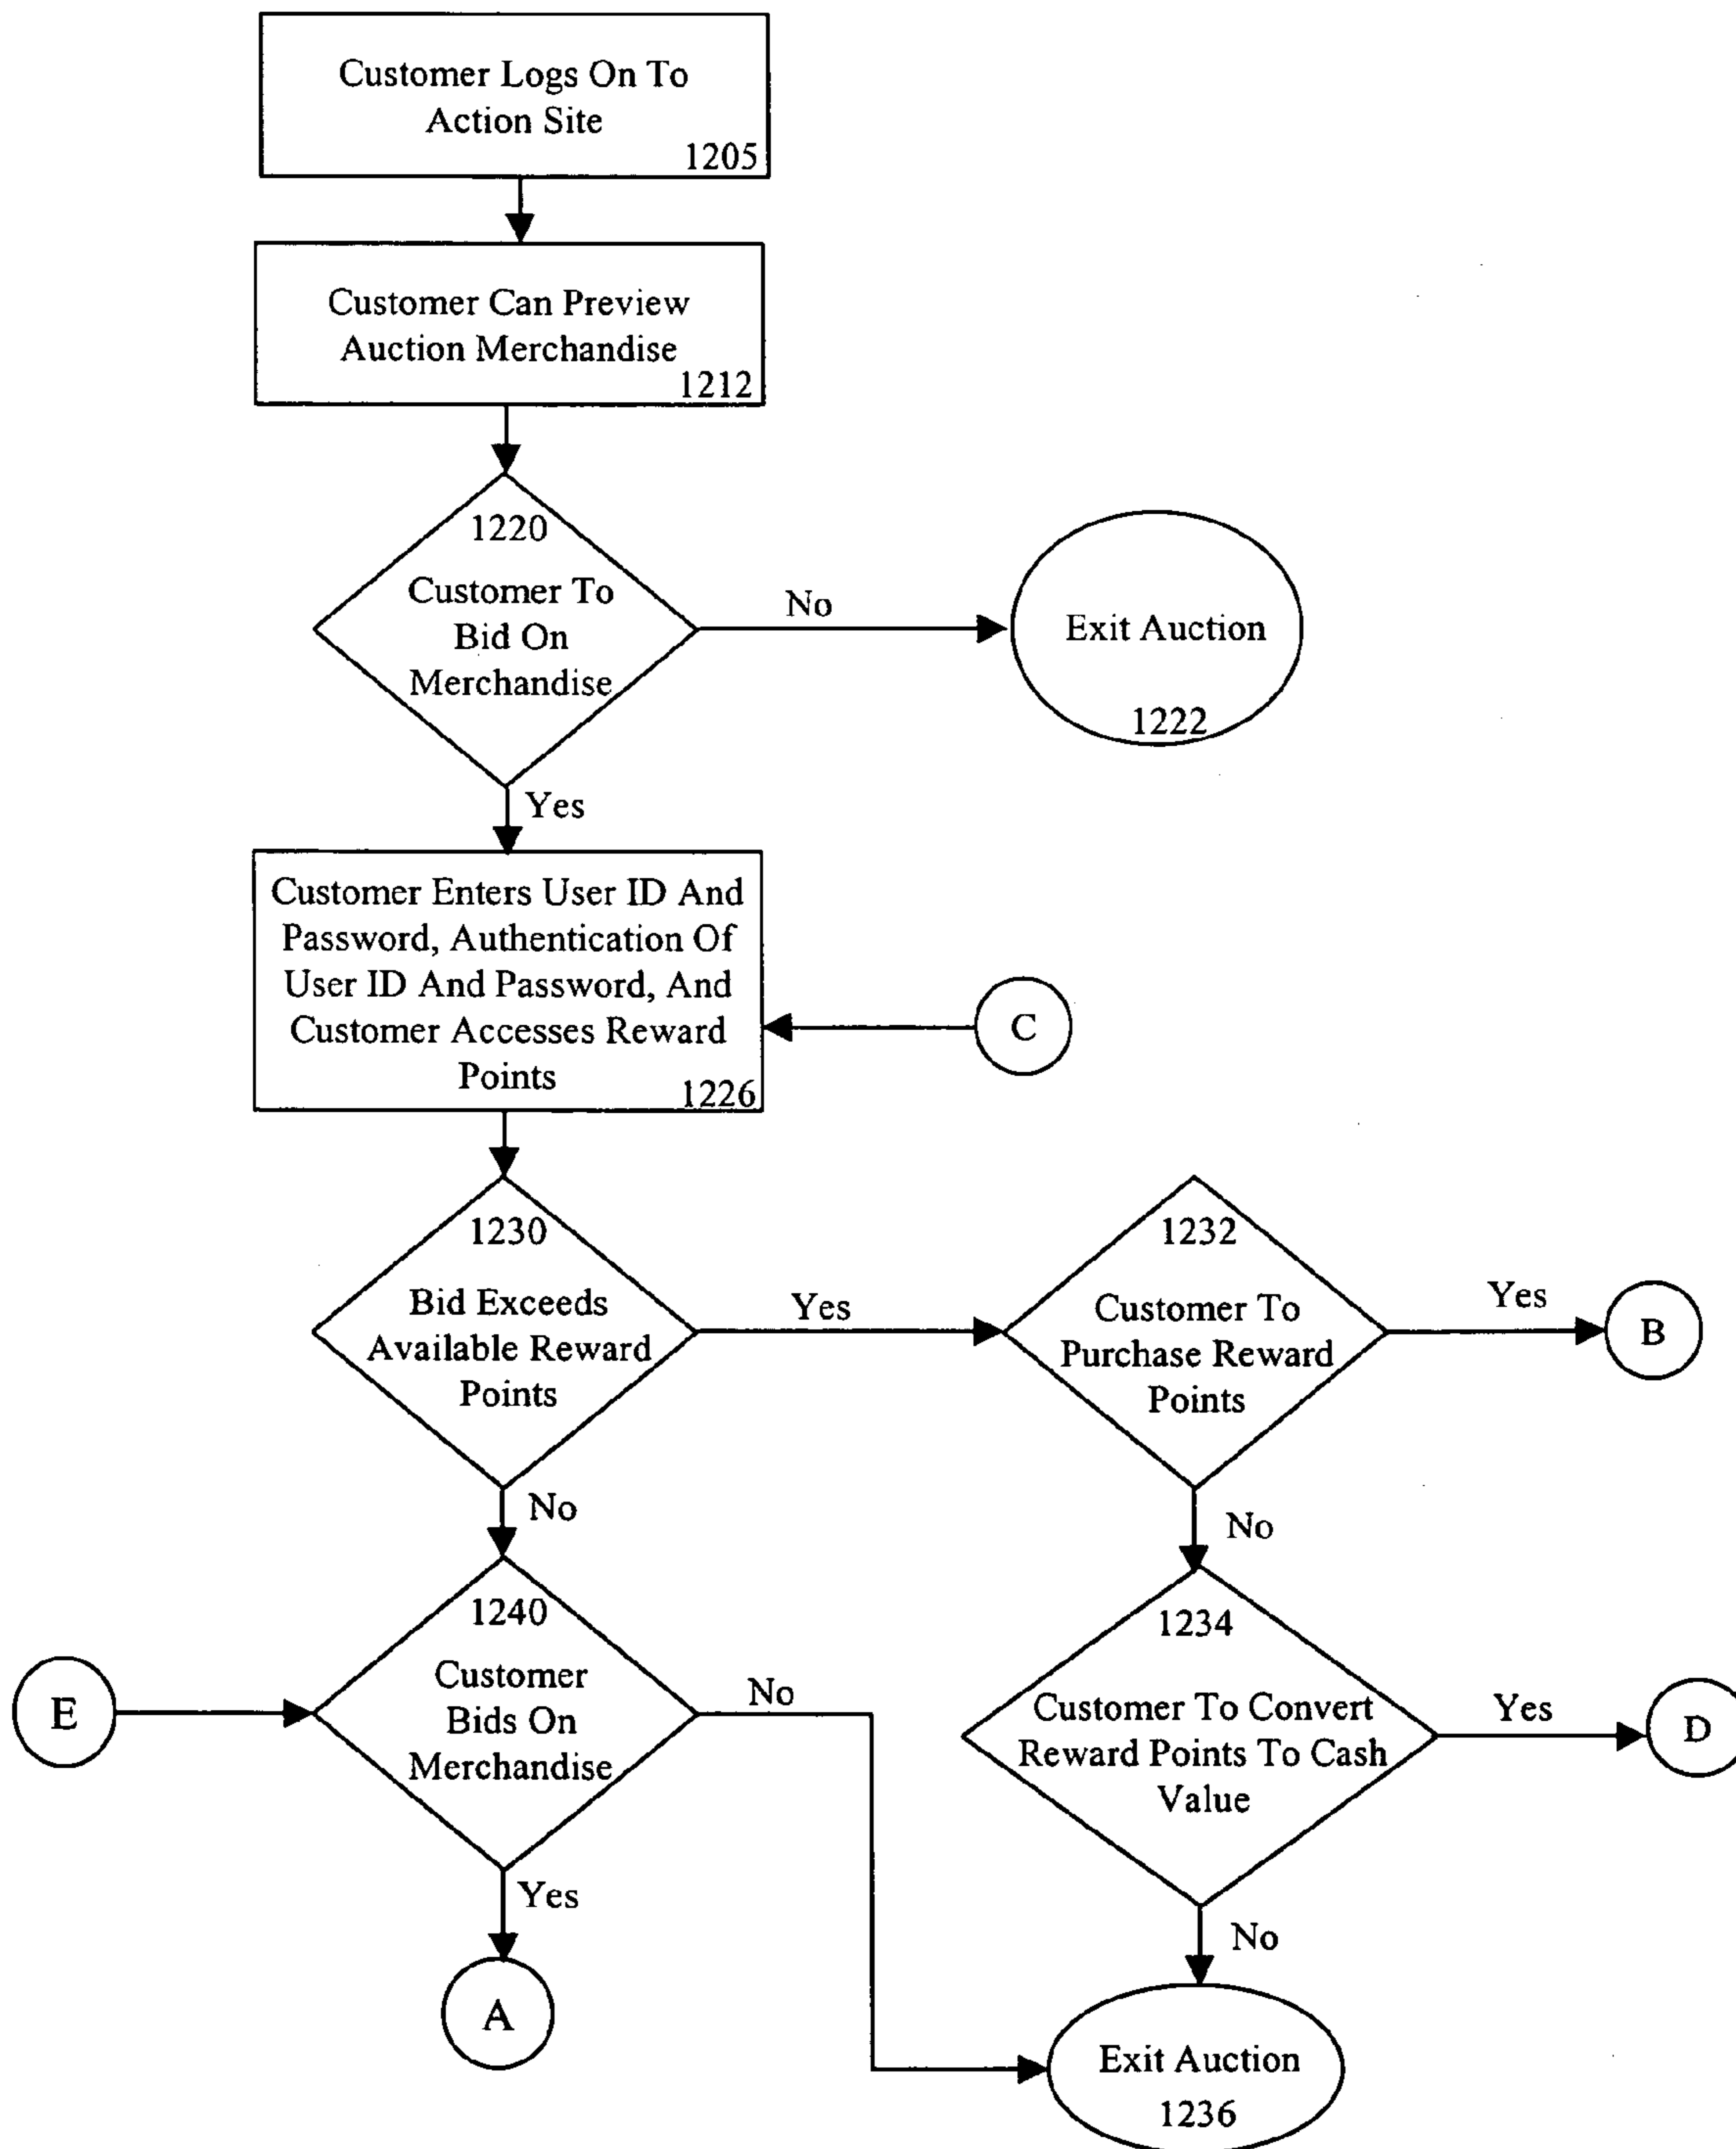 Customer Logs On To
Action Site
1205
Customer Can Preview
Auction Merchandise
1212
1220
Customer To
Bid On
Merchandise
No
Exit Auction
1222
Yes
Customer Enters User ID And
Password, Authentication Of
User ID And Password, And
Customer Accesses Reward
Points
1226
C
1230
Bid Exceeds
Available Reward
Points
Yes
1232
Customer To
Purchase Reward
Points
Yes
B
No
No
1240
Customer
Bids On
Merchandise
E
No
1234
Customer To Convert
Reward Points To Cash
Value
Yes
D
Yes
A
No
Exit Auction
1236